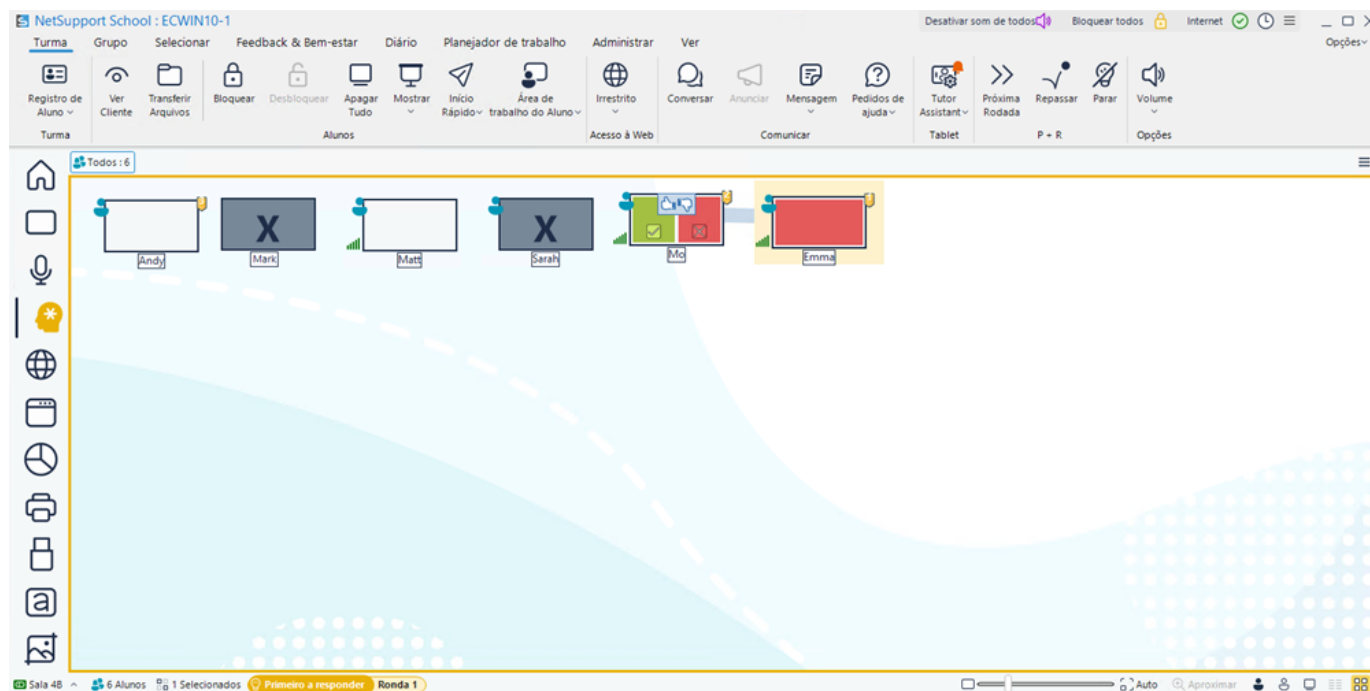 NetSupport School : ECWIN10-1
Desativar som de todos
Bloquear todos
Internet
Turma Grupo Selecionar Feedback & Bem-estar Diário Planejador de trabalho Administrar Ver
Opções
Registro de Aluno
Ver Cliente
Transferir Arquivos
Bloquear
Desbloquear
Apagar Tudo
Mostrar
Início Rápido
Área de trabalho do Aluno
Irrestrito
Conversar
Anunciar
Mensagem
Pedidos de ajuda
Tutor Assistant
Próxima Rodada
Repassar
Parar
Volume
Turma
Alunos
Acesso à Web
Comunicar
Tablet
P + R
Opções
Todos : 6
X
X
Andy
Mark
Matt
Sarah
Mo
Emma
a
Sala 4B
6 Alunos
1 Selecionados
Primeiro a responder
Ronda 1
Auto
Aproximar